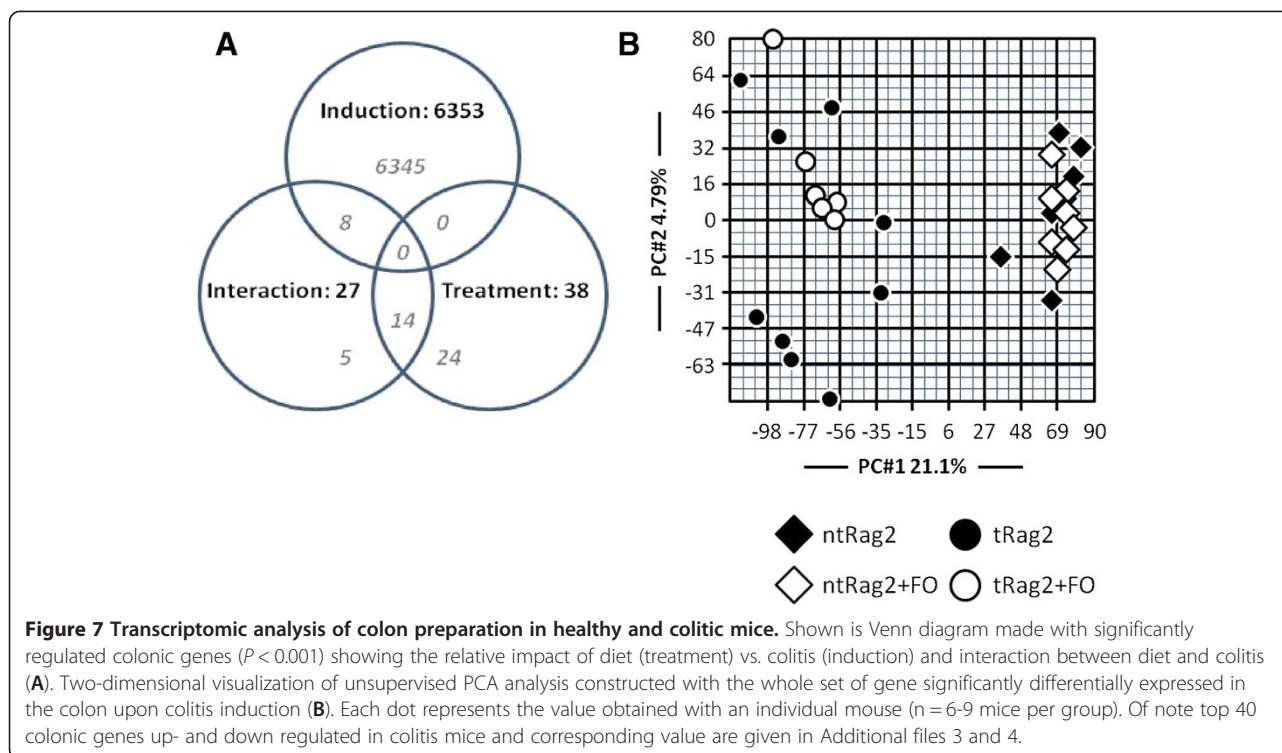 A
Induction: 6353
6345
8
0
0
Interaction: 27
Treatment: 38
14
5
24
B
80
64
46
32
16
0
-15
-31
-47
-63
PC#2 4.79%
-98 -77 -56 -35 -15 6 27 48 69 90
PC#1 21.1%
ntRag2 tRag2
ntRag2+FO tRag2+FO
Figure 7 Transcriptomic analysis of colon preparation in healthy and colitic mice. Shown is Venn diagram made with significantly
regulated colonic genes (P < 0.001) showing the relative impact of diet (treatment) vs. colitis (induction) and interaction between diet and colitis
(A). Two-dimensional visualization of unsupervised PCA analysis constructed with the whole set of gene significantly differentially expressed in
the colon upon colitis induction (B). Each dot represents the value obtained with an individual mouse (n = 6-9 mice per group). Of note top 40
colonic genes up- and down regulated in colitis mice and corresponding value are given in Additional files 3 and 4.